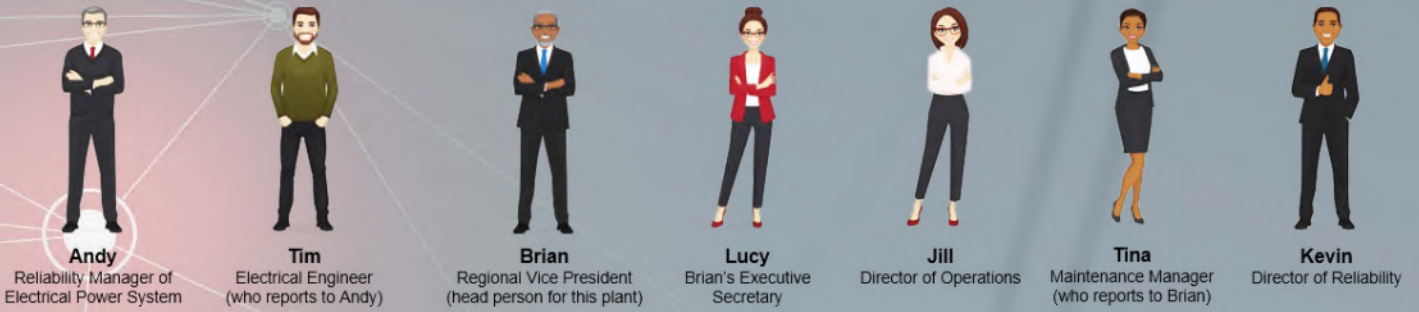 Andy
Reliability Manager of
Electrical Power System
Tim
Electrical Engineer
(who reports to Andy)
Brian
Regional Vice President
(head person for this plant)
Lucy
Brian's Executive
Secretary
Jill
Director of Operations
Tina
Maintenance Manager
(who reports to Brian)
Kevin
Director of Reliability